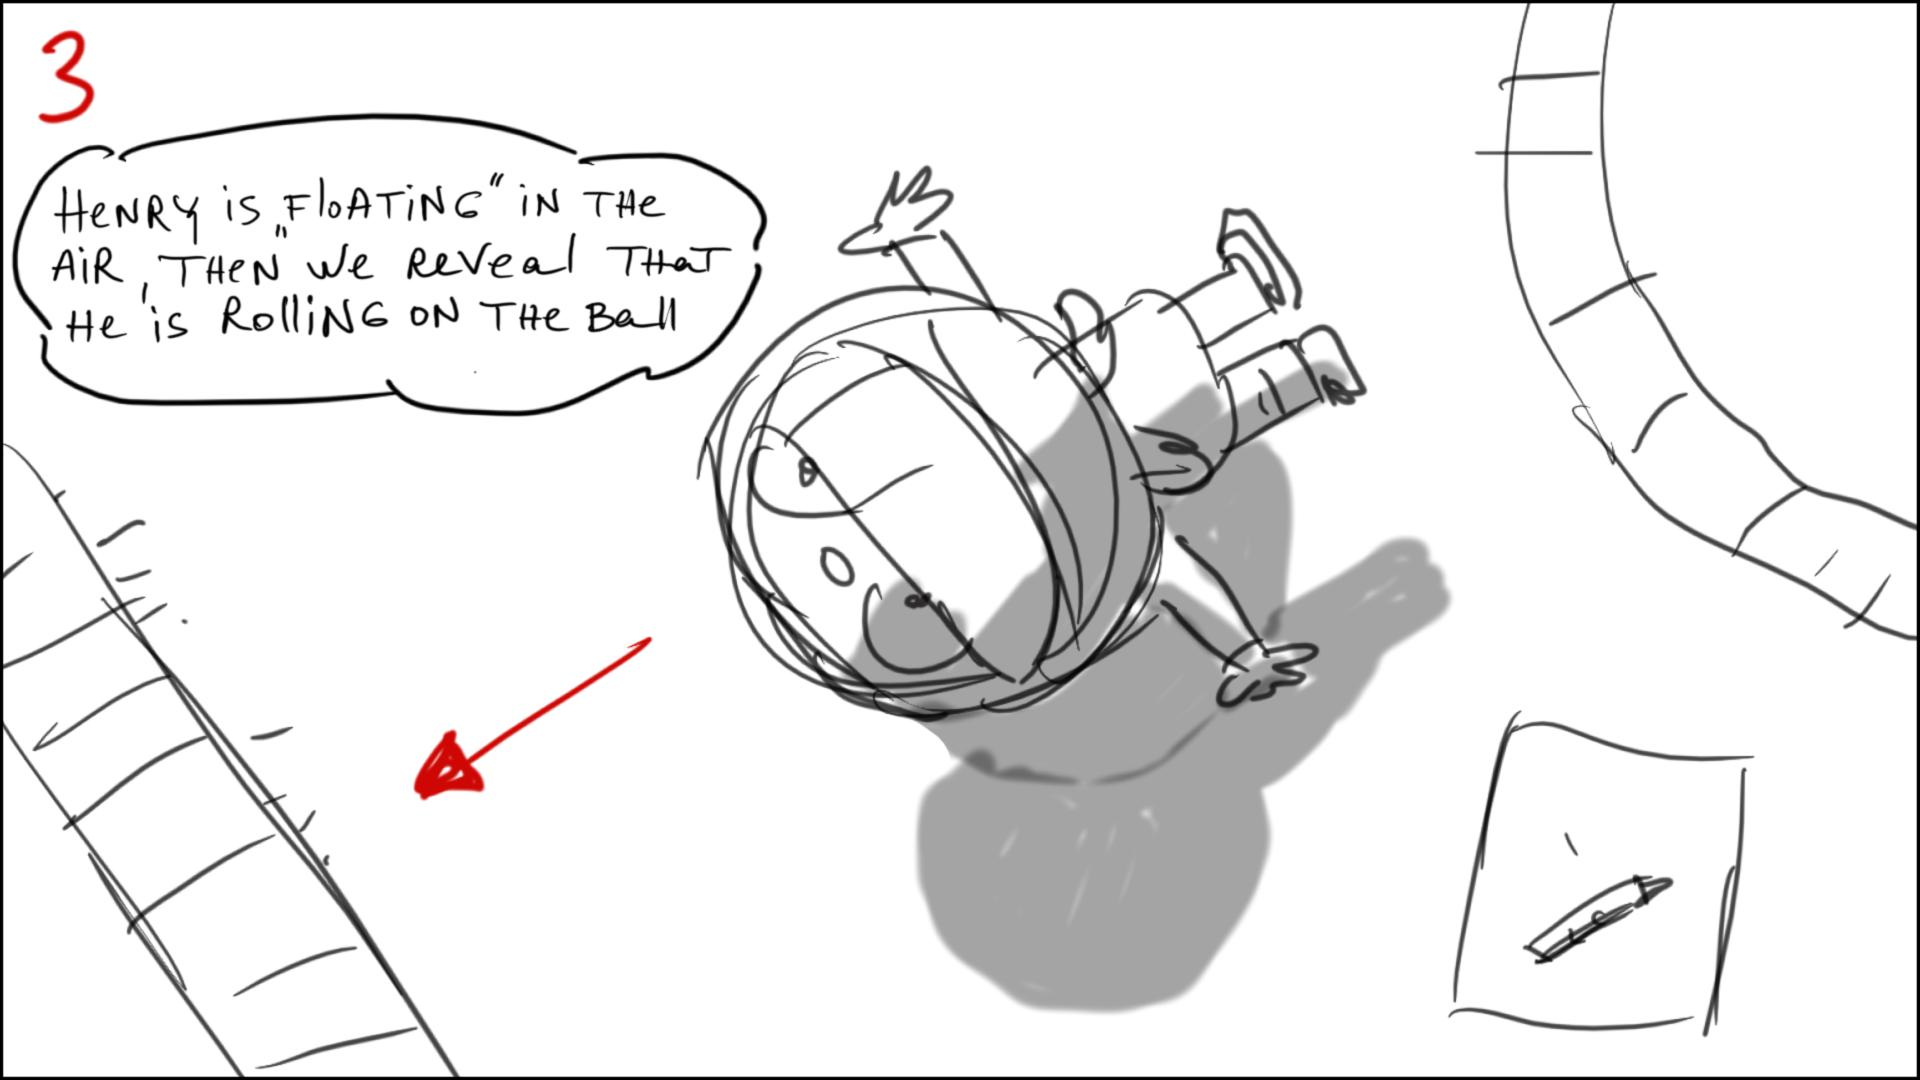 3
HENRY iS „FloATiNG" iN THE
AiR, THEN We ReVeal THaT
He is RolliNG ON THE Ball